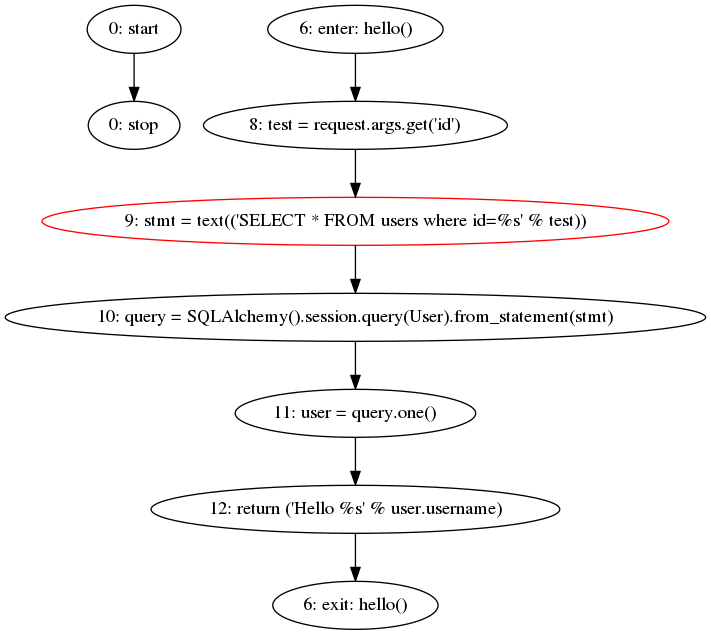 0: start
6: enter: hello()
0: stop
8: test = request.args.get('id')
9: stmt = text(('SELECT * FROM users where id=%s' % test))
10: query = SQLAlchemy().session.query(User).from_statement(stmt)
11: user = query.one()
12: return ('Hello %s' % user.username)
6: exit: hello()